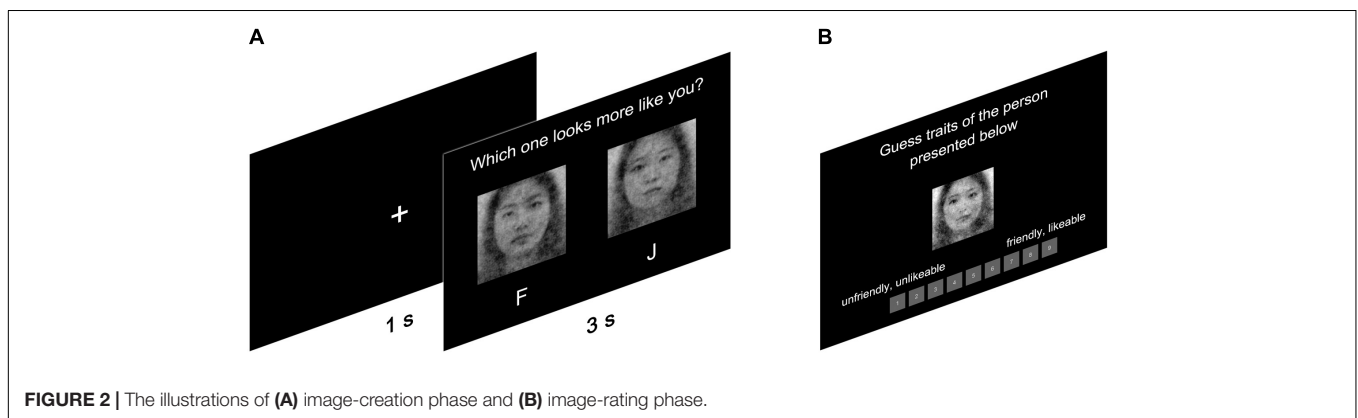 A
B
+
Which one looks more like you?
F
J
1 s
3 s
Guess traits of the person
presented below
friendly, likeable
unfriendly, unlikeable
1 2 3 4 5 6 7 8 9
FIGURE 2 | The illustrations of (A) image-creation phase and (B) image-rating phase.